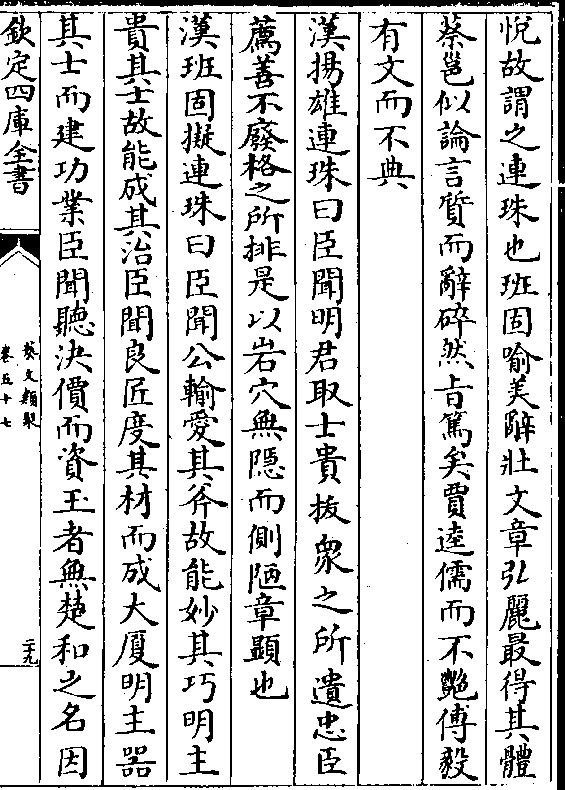 悅故謂之連珠也班固喻美辭壯文章弘麗最得其體
蔡邕似論言質而辭碎然旨篤矣賈逵儒而不艶傅毅
有文而不典
漢揚雄連珠曰臣聞明君取士貴拔衆之所遺忠臣
薦善不廢格之所排是以岩穴無隱而側陋章顯也
漢班固擬連珠曰臣聞公輸愛其斧故能妙其巧明主
貴其士故能成其治臣聞良匠度其材而成大厦明主器
其士而建功業臣聞聽決價而資玉者無楚和之名因
欽定四庫全書
藝文類聚
卷五十七
二十九